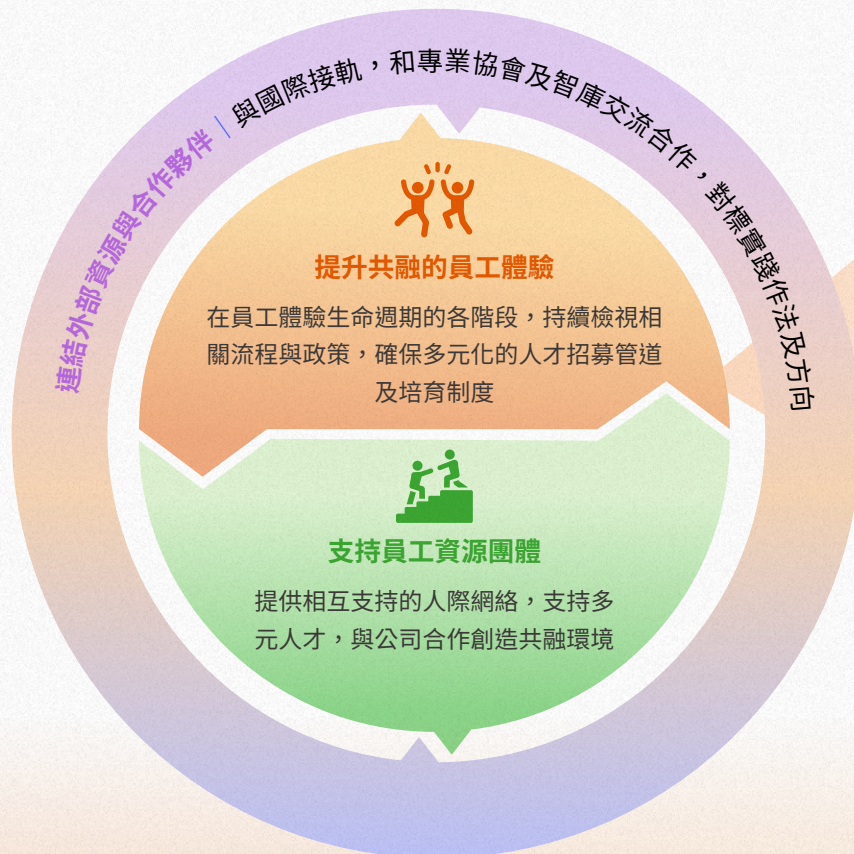 連結外部資源與合作夥伴｜與國際接軌，和專業協會及智庫交流合作，對標實踐作法及方向
提升共融的員工體驗
在員工體驗生命週期的各階段，持續檢視相
關流程與政策，確保多元化的人才招募管道
及培育制度
支持員工資源團體
提供相互支持的人際網絡，支持多
元人才，與公司合作創造共融環境